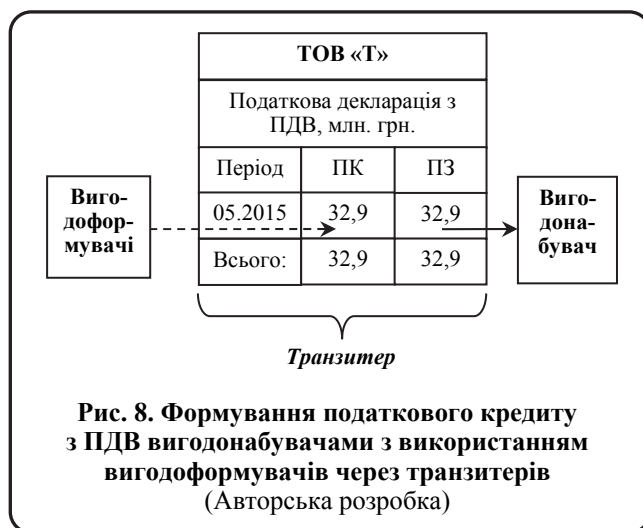 ТОВ «Т»
Податкова декларація з
ПДВ, млн. грн.
Період ПК ПЗ
Виго-
дофор-
мувачі
05.2015 32,9 32,9
Всього: 32,9 32,9
Виго-
дона-
бувач
Транзитер
Рис. 8. Формування податкового кредиту
з ПДВ вигодонабувачами з використанням
вигодоформувачів через транзитерів
(Авторська розробка)